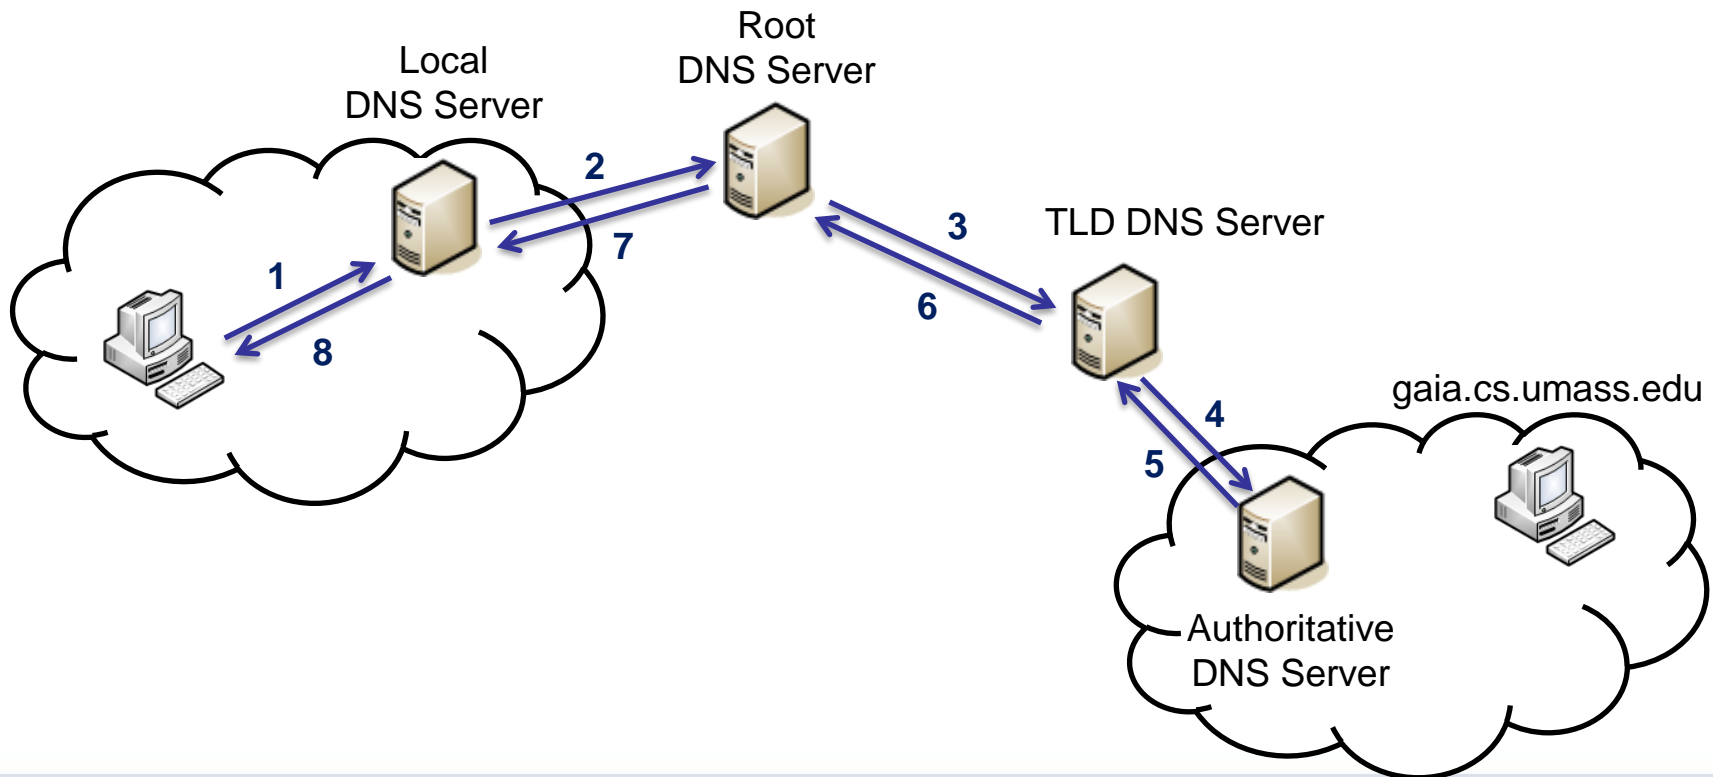 Root
DNS Server
Local
DNS Server
2
7
1
8
3
6
TLD DNS Server
4
5
gaia.cs.umass.edu
Authoritative
DNS Server